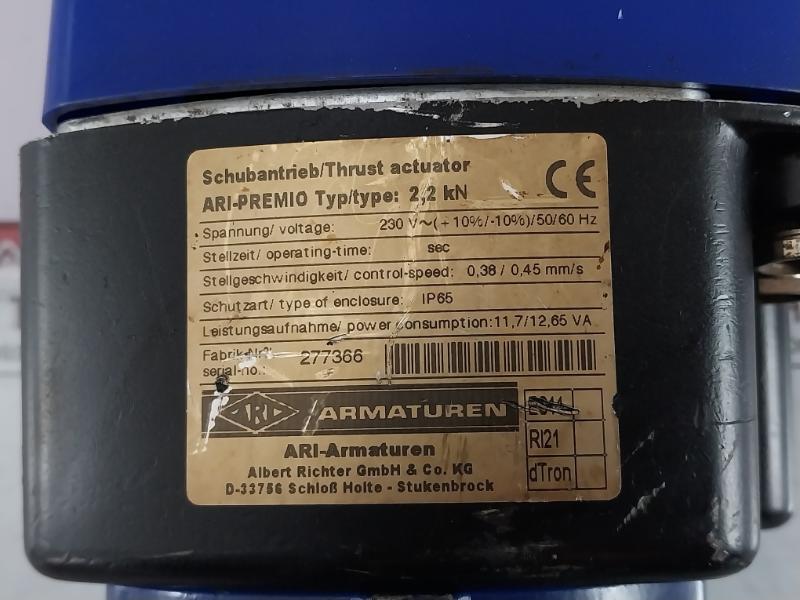 Schubantrieb/Thrust actuator
CE
ARI-PREMIO Typ/type: 2,2 kN
Spannung/ voltage: 230 V~(+10%/-10%)/50/60 Hz
Stellzeit/ operating-time: sec
Stellgeschwindigkeit/ control-speed: 0,38 / 0,45 mm/s
Schutzart/ type of enclosure: IP65
Leistungsaufnahme/ power consumption: 11,7/12,65 VA
Fabrik-Nr?:
serial-no.: 277366
ARI ARMATUREN
RI21
dTron
ARI-Armaturen
Albert Richter GmbH & Co. KG
D-33756 Schloß Holte - Stukenbrock